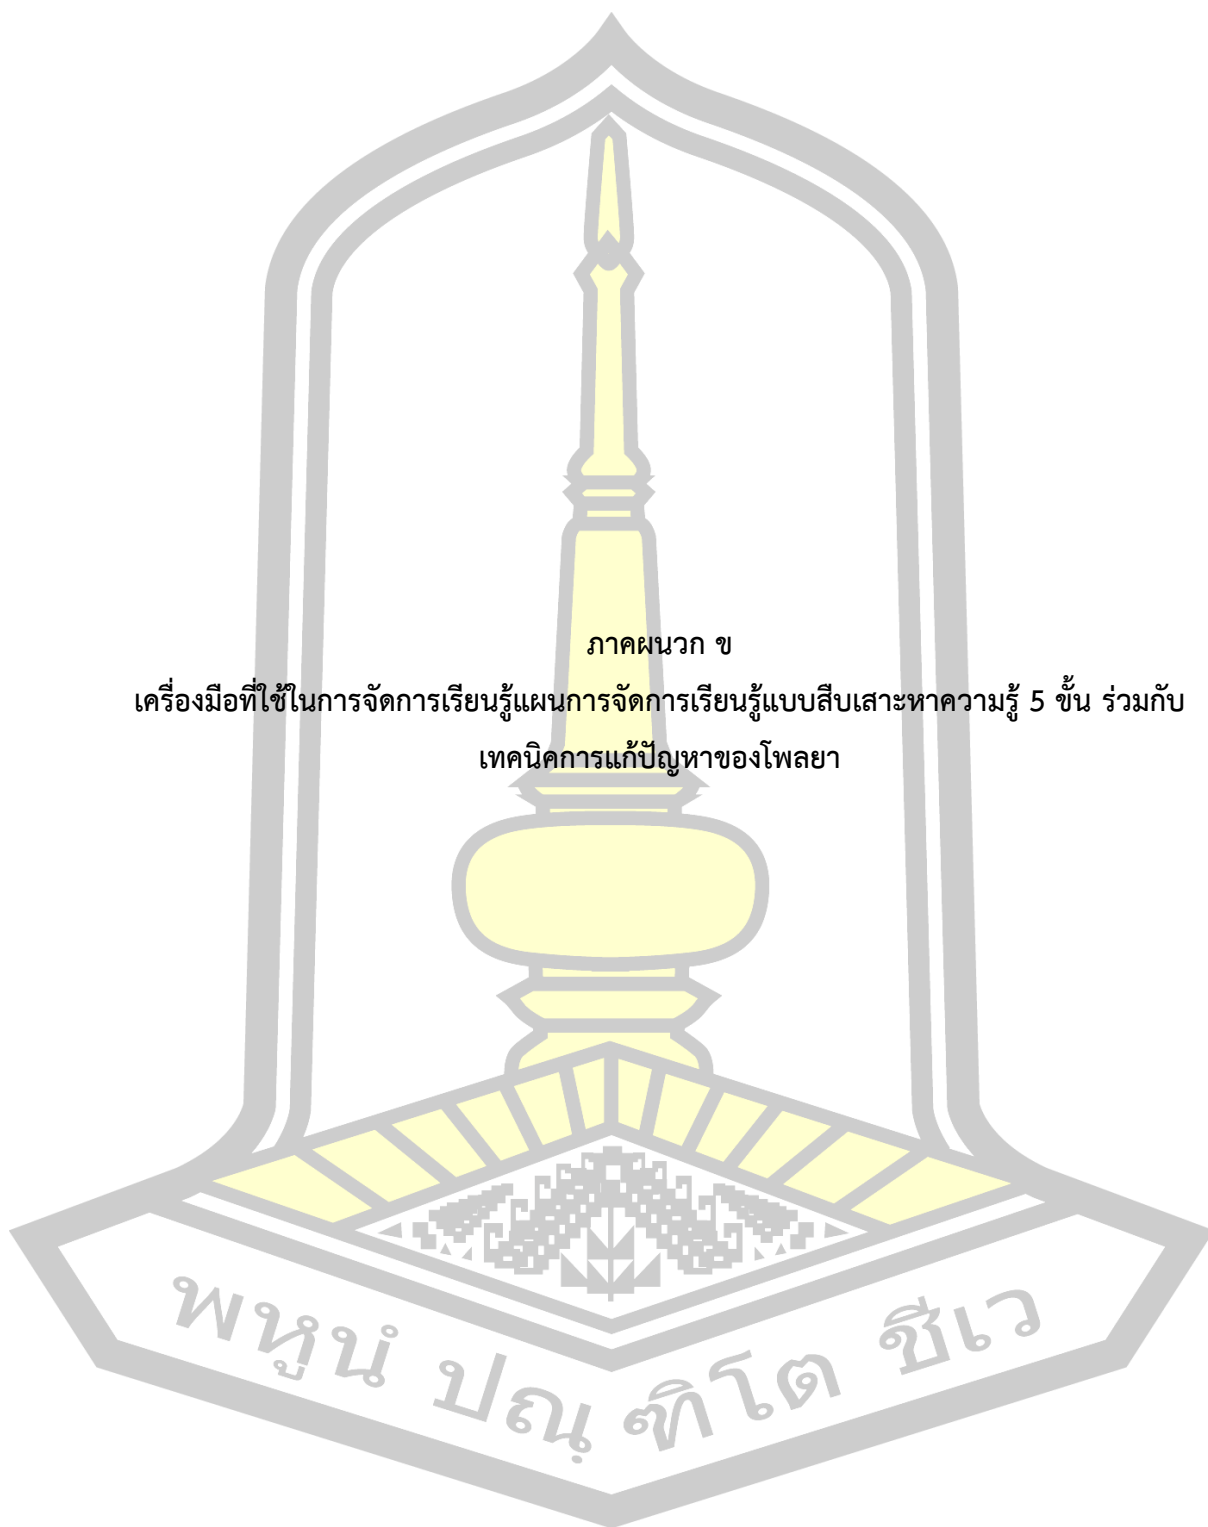 ภาคผนวก ข
เครื่องมือที่ใช้ในการจัดการเรียนรู้แผนการจัดการเรียนรู้แบบสืบเสาะหาความรู้ 5 ขั้น ร่วมกับ
เทคนิคการแก้ปัญหาของโพลยา
พหูนํ ปณฺฑิโต ชีเว